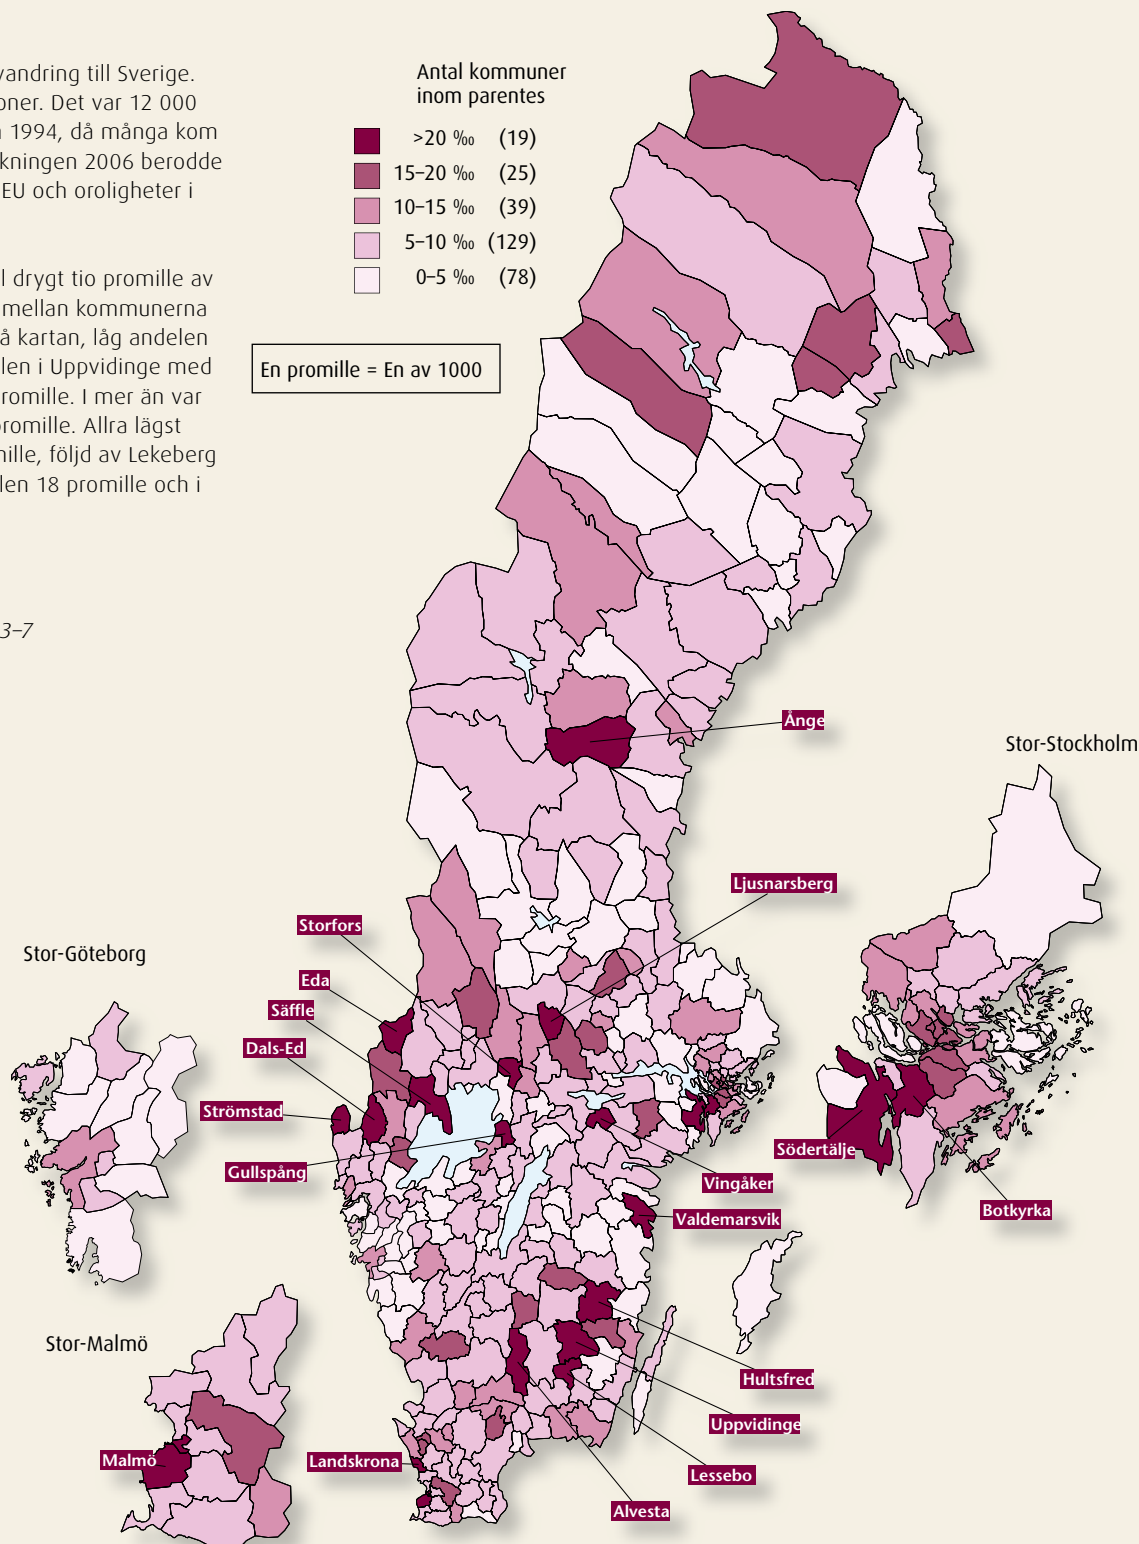 vandring till Sverige.
oner. Det var 12 000
1994, då många kom
kningen 2006 berodde
EU och oroligheter i
l drygt tio promille av
mellan kommunerna
å kartan, låg andelen
len i Uppvidinge med
romille. I mer än var
promille. Allra lägst
nille, följd av Lekeberg
len 18 promille och i
3–7
Antal kommuner
inom parentes
>20 ‰ (19)
15–20 ‰ (25)
10–15 ‰ (39)
5–10 ‰ (129)
0–5 ‰ (78)
En promille = En av 1000
Ånge
Stor-Stockholm
Ljusnarsberg
Storfors
Stor-Göteborg
Eda
Säffle
Dals-Ed
Strömstad
Gullspång
Södertälje
Vingåker
Botkyrka
Valdemarsvik
Stor-Malmö
Hultsfred
Uppvidinge
Malmö
Landskrona
Lessebo
Alvesta